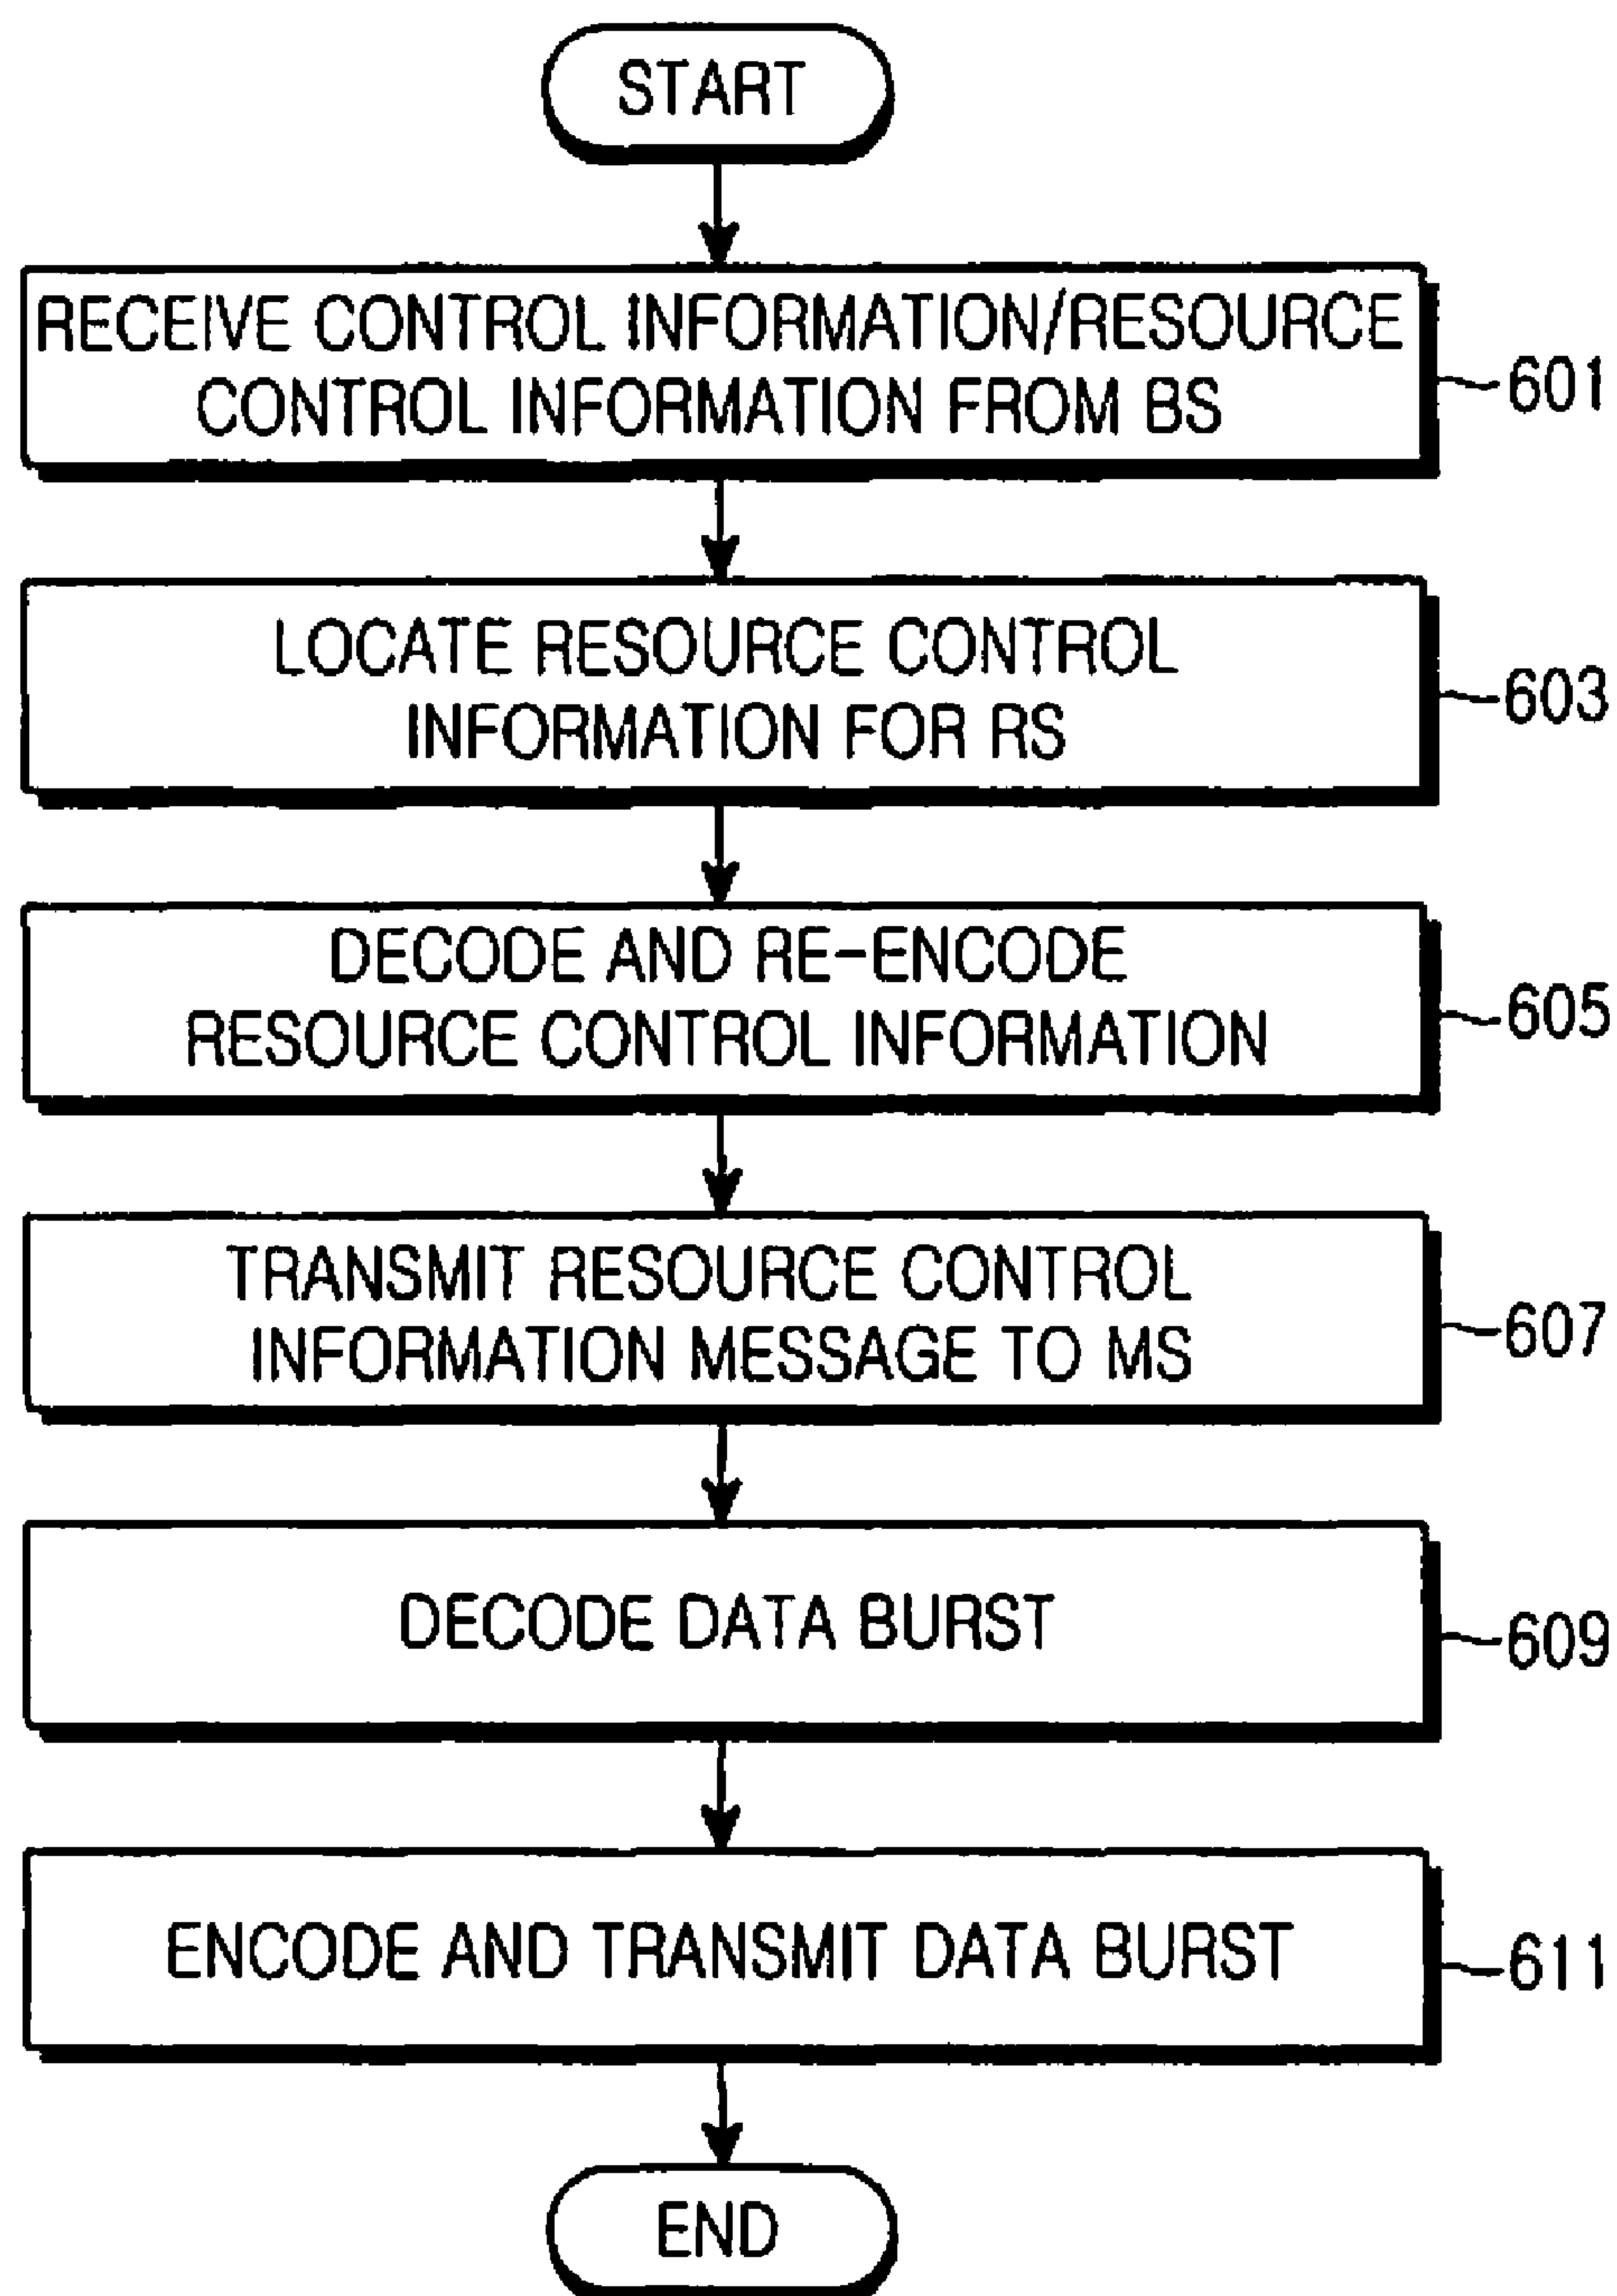 START
RECEIVE CONTROL INFORMATION/RESOURCE
CONTROL INFORMATION FROM BS
601
LOCATE RESOURCE CONTROL
INFORMATION FOR RS
603
DECODE AND RE-ENCODE
RESOURCE CONTROL INFORMATION
605
TRANSMIT RESOURCE CONTROL
INFORMATION MESSAGE TO MS
607
DECODE DATA BURST
609
ENCODE AND TRANSMIT DATA BURST
611
END